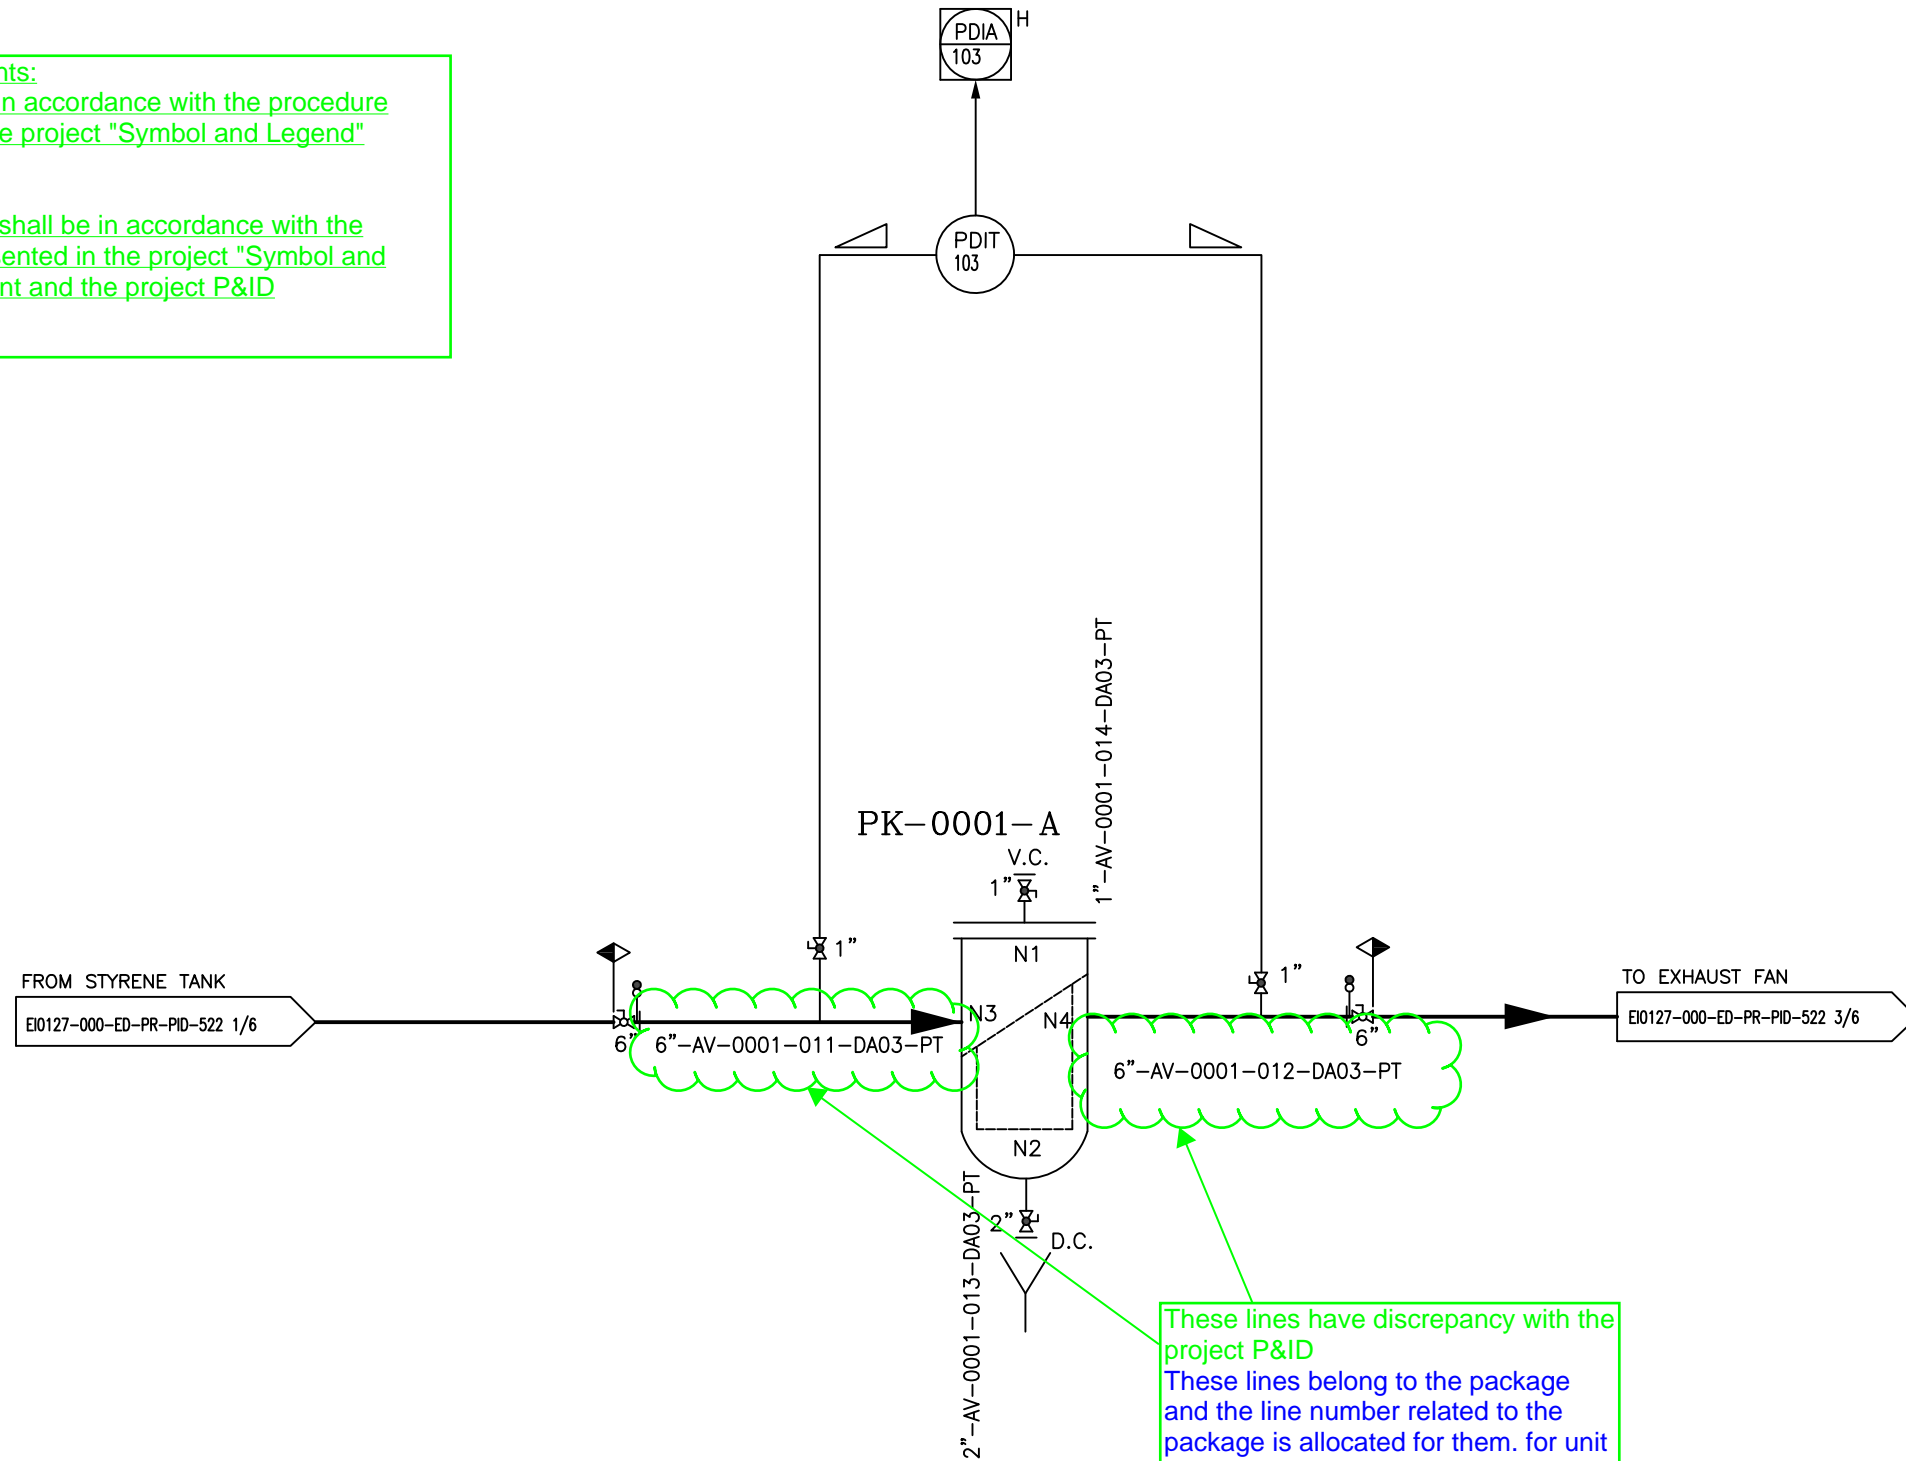 PDIA
103
H
nts:
n accordance with the procedure
e project "Symbol and Legend"
shall be in accordance with the
sented in the project "Symbol and
nt and the project P&ID
PDIT
103
1"-AV-0001-014-DA03-PT
PK-0001-A
V.C.
1"
N1
1"
1"
FROM STYRENE TANK
EI0127-000-ED-PR-PID-522 1/6
TO EXHAUST FAN
EI0127-000-ED-PR-PID-522 3/6
N3
N4
6"
6"-AV-0001-011-DA03-PT
6"
6"-AV-0001-012-DA03-PT
N2
2"
D.C.
2"-AV-0001-013-DA03-PT
These lines have discrepancy with the
project P&ID
These lines belong to the package
and the line number related to the
package is allocated for them. for unit